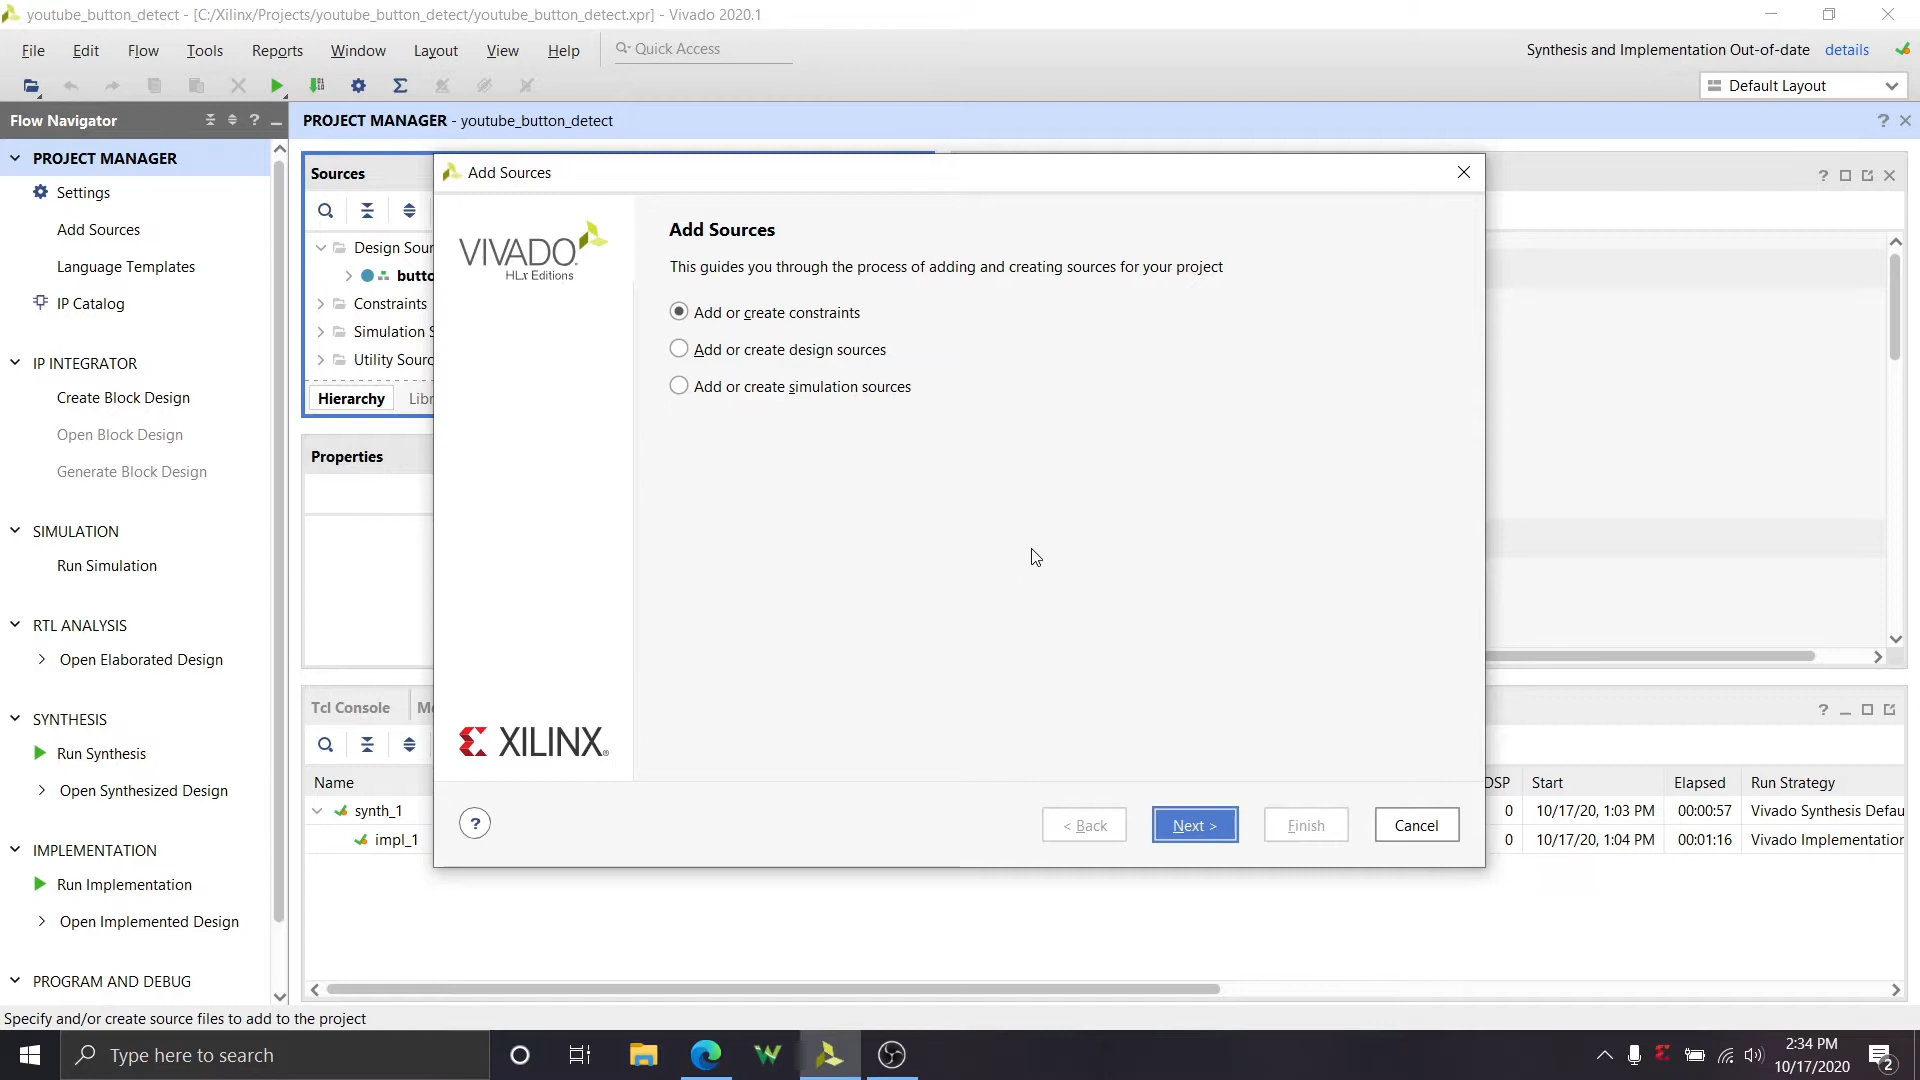 youtube_button_detect - [C:/Xilinx/Projects/youtube_button_detect/youtube_button_detect.xpr] - Vivado 2020.1
File Edit Flow Tools Reports Window Layout View Help Quick Access
Synthesis and Implementation Out-of-date details
Default Layout
Flow Navigator
PROJECT MANAGER - youtube_button_detect
PROJECT MANAGER
Settings
Add Sources
Language Templates
IP Catalog
IP INTEGRATOR
Create Block Design
Open Block Design
Generate Block Design
SIMULATION
Run Simulation
RTL ANALYSIS
Open Elaborated Design
SYNTHESIS
Run Synthesis
Open Synthesized Design
IMPLEMENTATION
Run Implementation
Open Implemented Design
PROGRAM AND DEBUG
Sources
Design Sour
butto
Constraints
Simulation S
Utility Sourc
Hierarchy Libr
Properties
Add Sources
VIVADO
HLx Editions
Add Sources
This guides you through the process of adding and creating sources for your project
Add or create constraints
Add or create design sources
Add or create simulation sources
XILINX
< Back Next > Finish Cancel
Tcl Console M
Name DSP Start Elapsed Run Strategy
synth_1 0 10/17/20, 1:03 PM 00:00:57 Vivado Synthesis Defau
impl_1 0 10/17/20, 1:04 PM 00:01:16 Vivado Implementation
Specify and/or create source files to add to the project
Type here to search
2:34 PM
10/17/2020
2